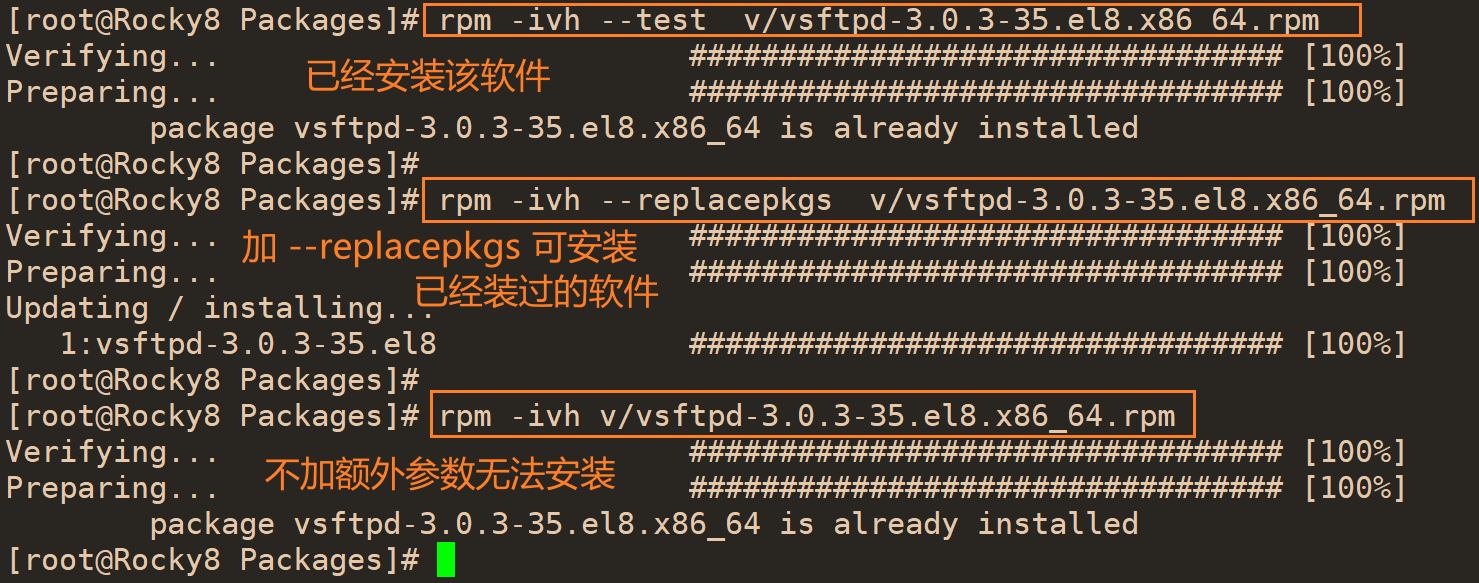 [root@Rocky8 Packages]# rpm -ivh --test  v/vsftpd-3.0.3-35.el8.x86_64.rpm
Verifying...                          ################################# [100%]
已经安装该软件
Preparing...                          ################################# [100%]
        package vsftpd-3.0.3-35.el8.x86_64 is already installed
[root@Rocky8 Packages]#
[root@Rocky8 Packages]# rpm -ivh --replacepkgs  v/vsftpd-3.0.3-35.el8.x86_64.rpm
Verifying...                          ################################# [100%]
加 --replacepkgs 可安装
Preparing...                          ################################# [100%]
已经装过的软件
Updating / installing...
   1:vsftpd-3.0.3-35.el8              ################################# [100%]
[root@Rocky8 Packages]#
[root@Rocky8 Packages]# rpm -ivh v/vsftpd-3.0.3-35.el8.x86_64.rpm
Verifying...                          ################################# [100%]
不加额外参数无法安装
Preparing...                          ################################# [100%]
        package vsftpd-3.0.3-35.el8.x86_64 is already installed
[root@Rocky8 Packages]#